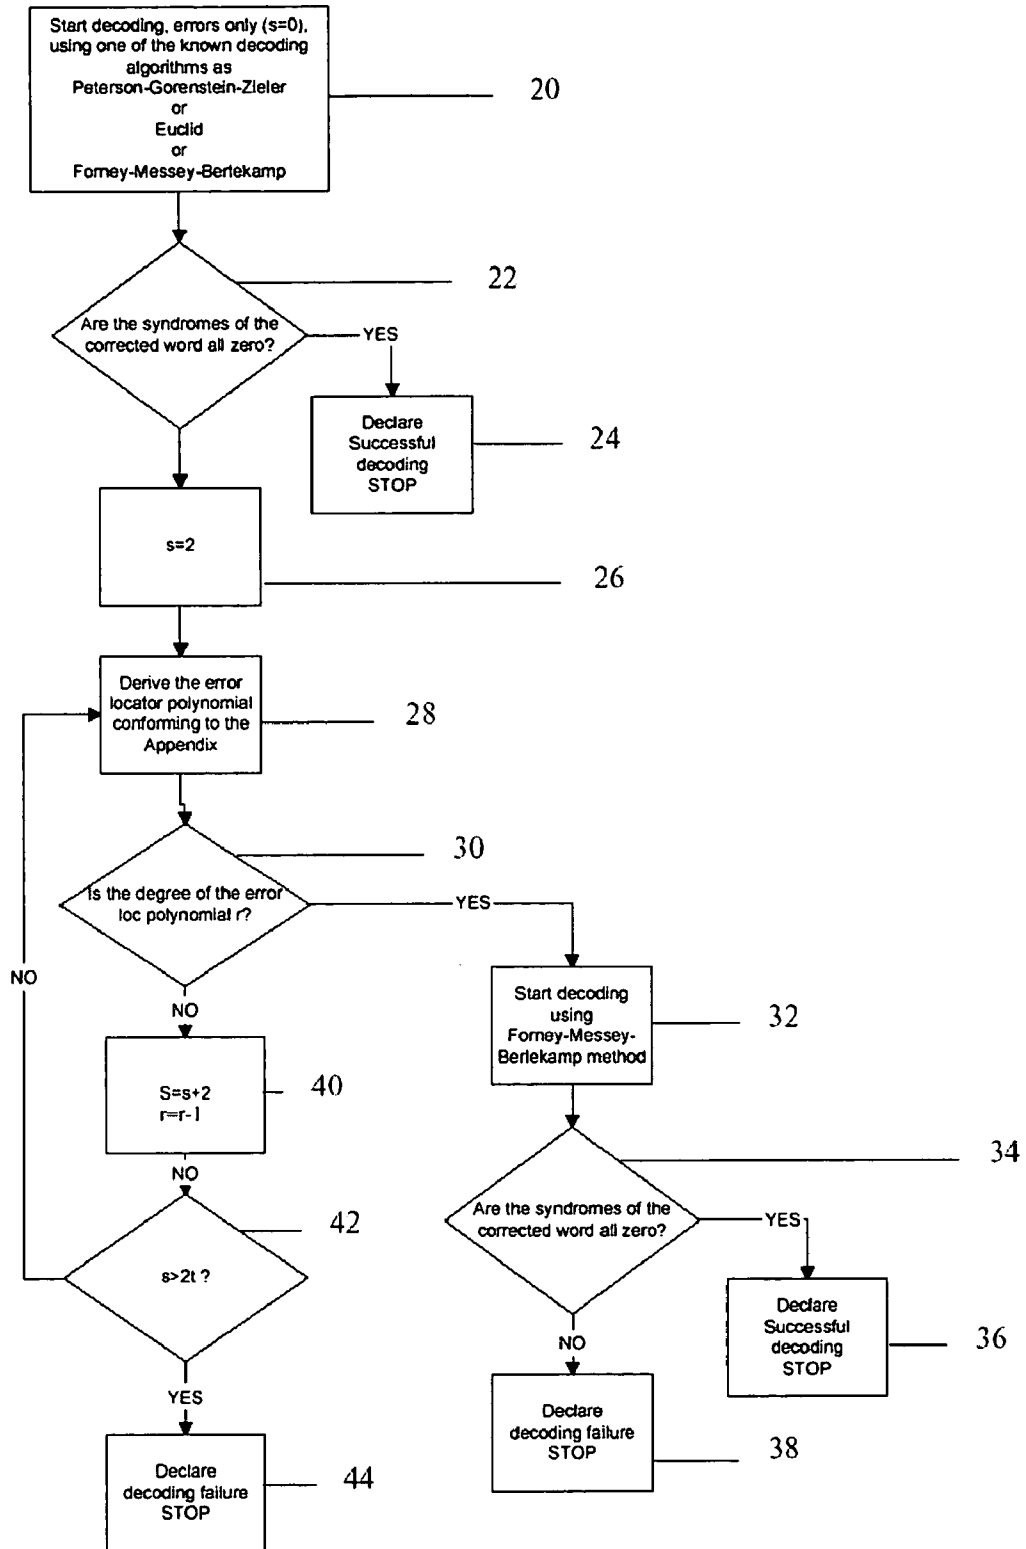 Start decoding, errors only (s=0),
using one of the known decoding
algorithms as
Peterson-Gorenstein-Zieler
or
Euclid
or
Forney-Messey-Berlekamp
20
22
Are the syndromes of the
corrected word all zero?
YES
Declare
Successful
decoding
STOP
24
s=2
26
Derive the error
locator polynomial
conforming to the
Appendix
28
30
Is the degree of the error
loc polynomial r?
YES
NO
NO
Start decoding
using
Forney-Messey-
Berlekamp method
32
S=s+2
r=r-1
40
NO
34
Are the syndromes of the
corrected word all zero?
YES
42
s>2t ?
Declare
Successful
decoding
STOP
36
NO
YES
Declare
decoding failure
STOP
38
Declare
decoding failure
STOP
44